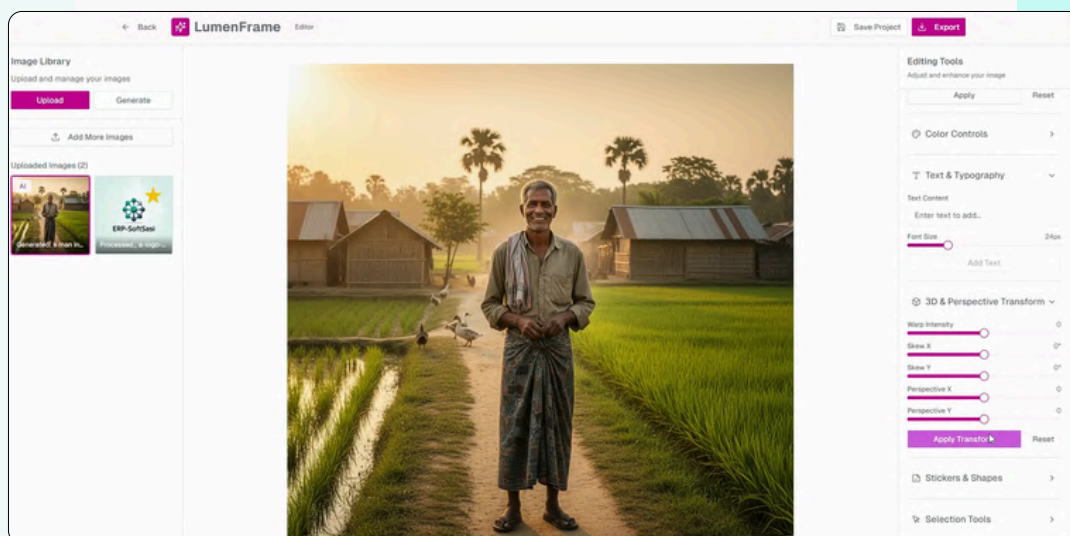 Back
LumenFrame
Editor
Save Project
Export
Image Library
Upload and manage your images
Upload
Generate
Add More Images
Uploaded Images (2)
AI
Generated_ a man in...
ERP-SoftSasi
Processed_ a logo-...
Editing Tools
Adjust and enhance your image
Apply
Reset
Color Controls
Text & Typography
Text Content
Enter text to add...
Font Size
24px
Add Text
3D & Perspective Transform
Warp Intensity
0
Skew X
0°
Skew Y
0°
Perspective X
0
Perspective Y
0
Apply Transform
Reset
Stickers & Shapes
Selection Tools